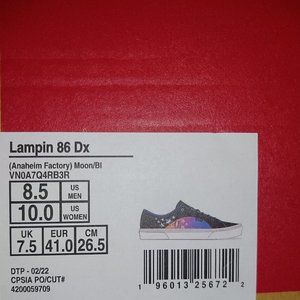 Lampin 86 Dx
(Anaheim Factory) Moon/Bl
VN0A7Q4RB3R
8.5 US MEN
10.0 US WOMEN
UK EUR CM
7.5 41.0 26.5
DTP - 02/22
CPSIA PO/CUT#
4200059709
1 96013 25672 2